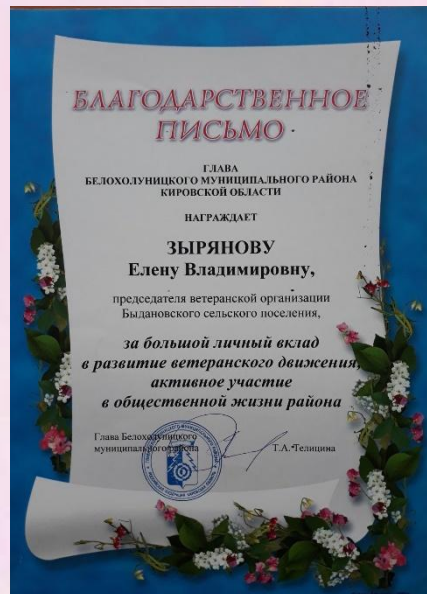 БЛАГОДАРСТВЕННОЕ
ПИСЬМО
ГЛАВА
БЕЛОХОЛУНИЦКОГО МУНИЦИПАЛЬНОГО РАЙОНА
КИРОВСКОЙ ОБЛАСТИ
НАГРАЖДАЕТ
ЗЫРЯНОВУ
Елену Владимировну,
председателя ветеранской организации
Быдановского сельского поселения,
за большой личный вклад
в развитие ветеранского движения,
активное участие
в общественной жизни района
Глава Белохолуницкого
муниципального района Т.А. Телицина